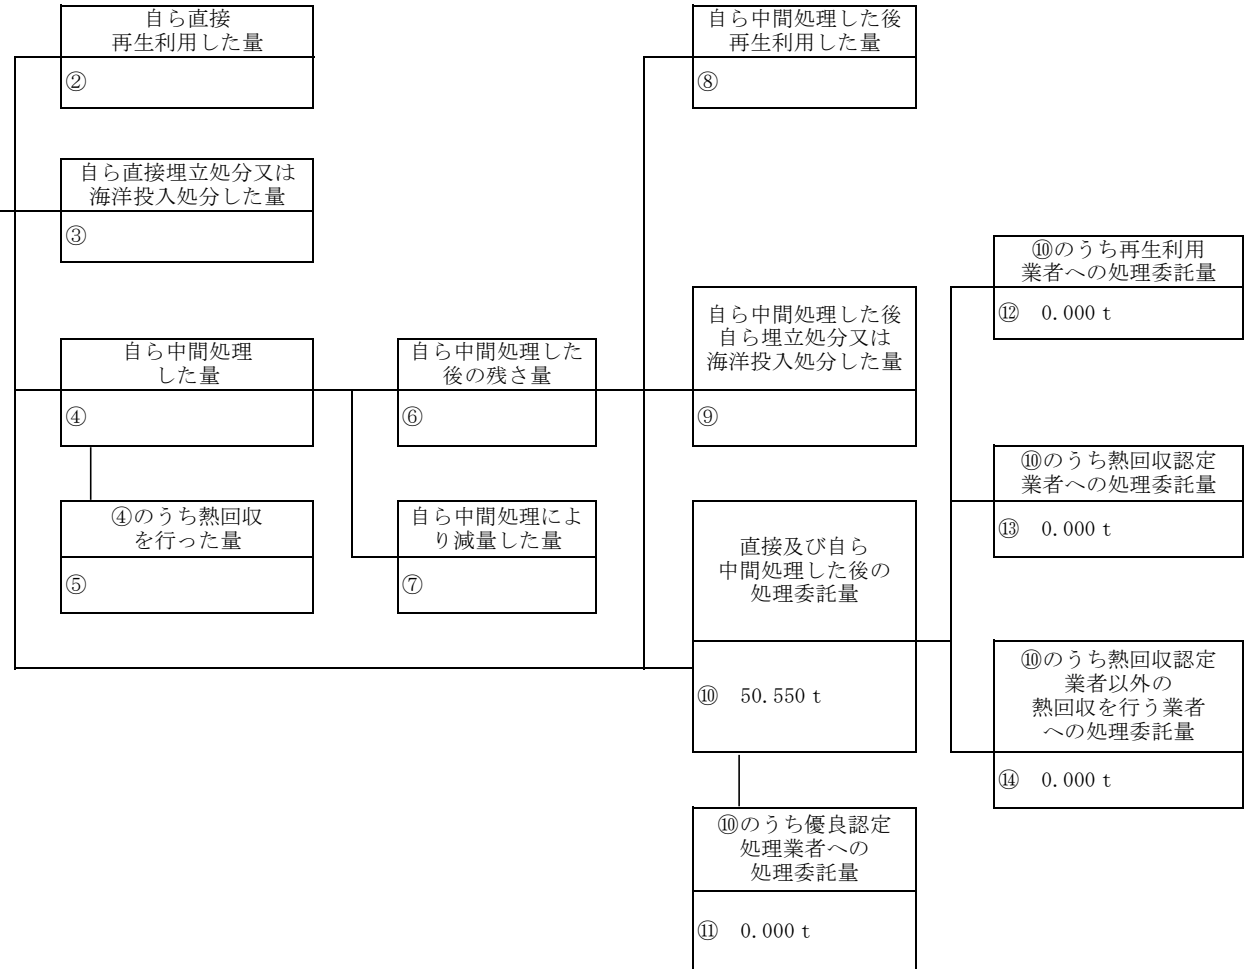 自ら直接
再生利用した量
②
自ら直接埋立処分又は
海洋投入処分した量
③
自ら中間処理
した量
④
④のうち熱回収
を行った量
⑤
自ら中間処理した
後の残さ量
⑥
自ら中間処理によ
り減量した量
⑦
自ら中間処理した後
再生利用した量
⑧
自ら中間処理した後
自ら埋立処分又は
海洋投入処分した量
⑨
直接及び自ら
中間処理した後の
処理委託量
⑩ 50.550 t
⑩のうち優良認定
処理業者への
処理委託量
⑪ 0.000 t
⑩のうち再生利用
業者への処理委託量
⑫ 0.000 t
⑩のうち熱回収認定
業者への処理委託量
⑬ 0.000 t
⑩のうち熱回収認定
業者以外の
熱回収を行う業者
への処理委託量
⑭ 0.000 t